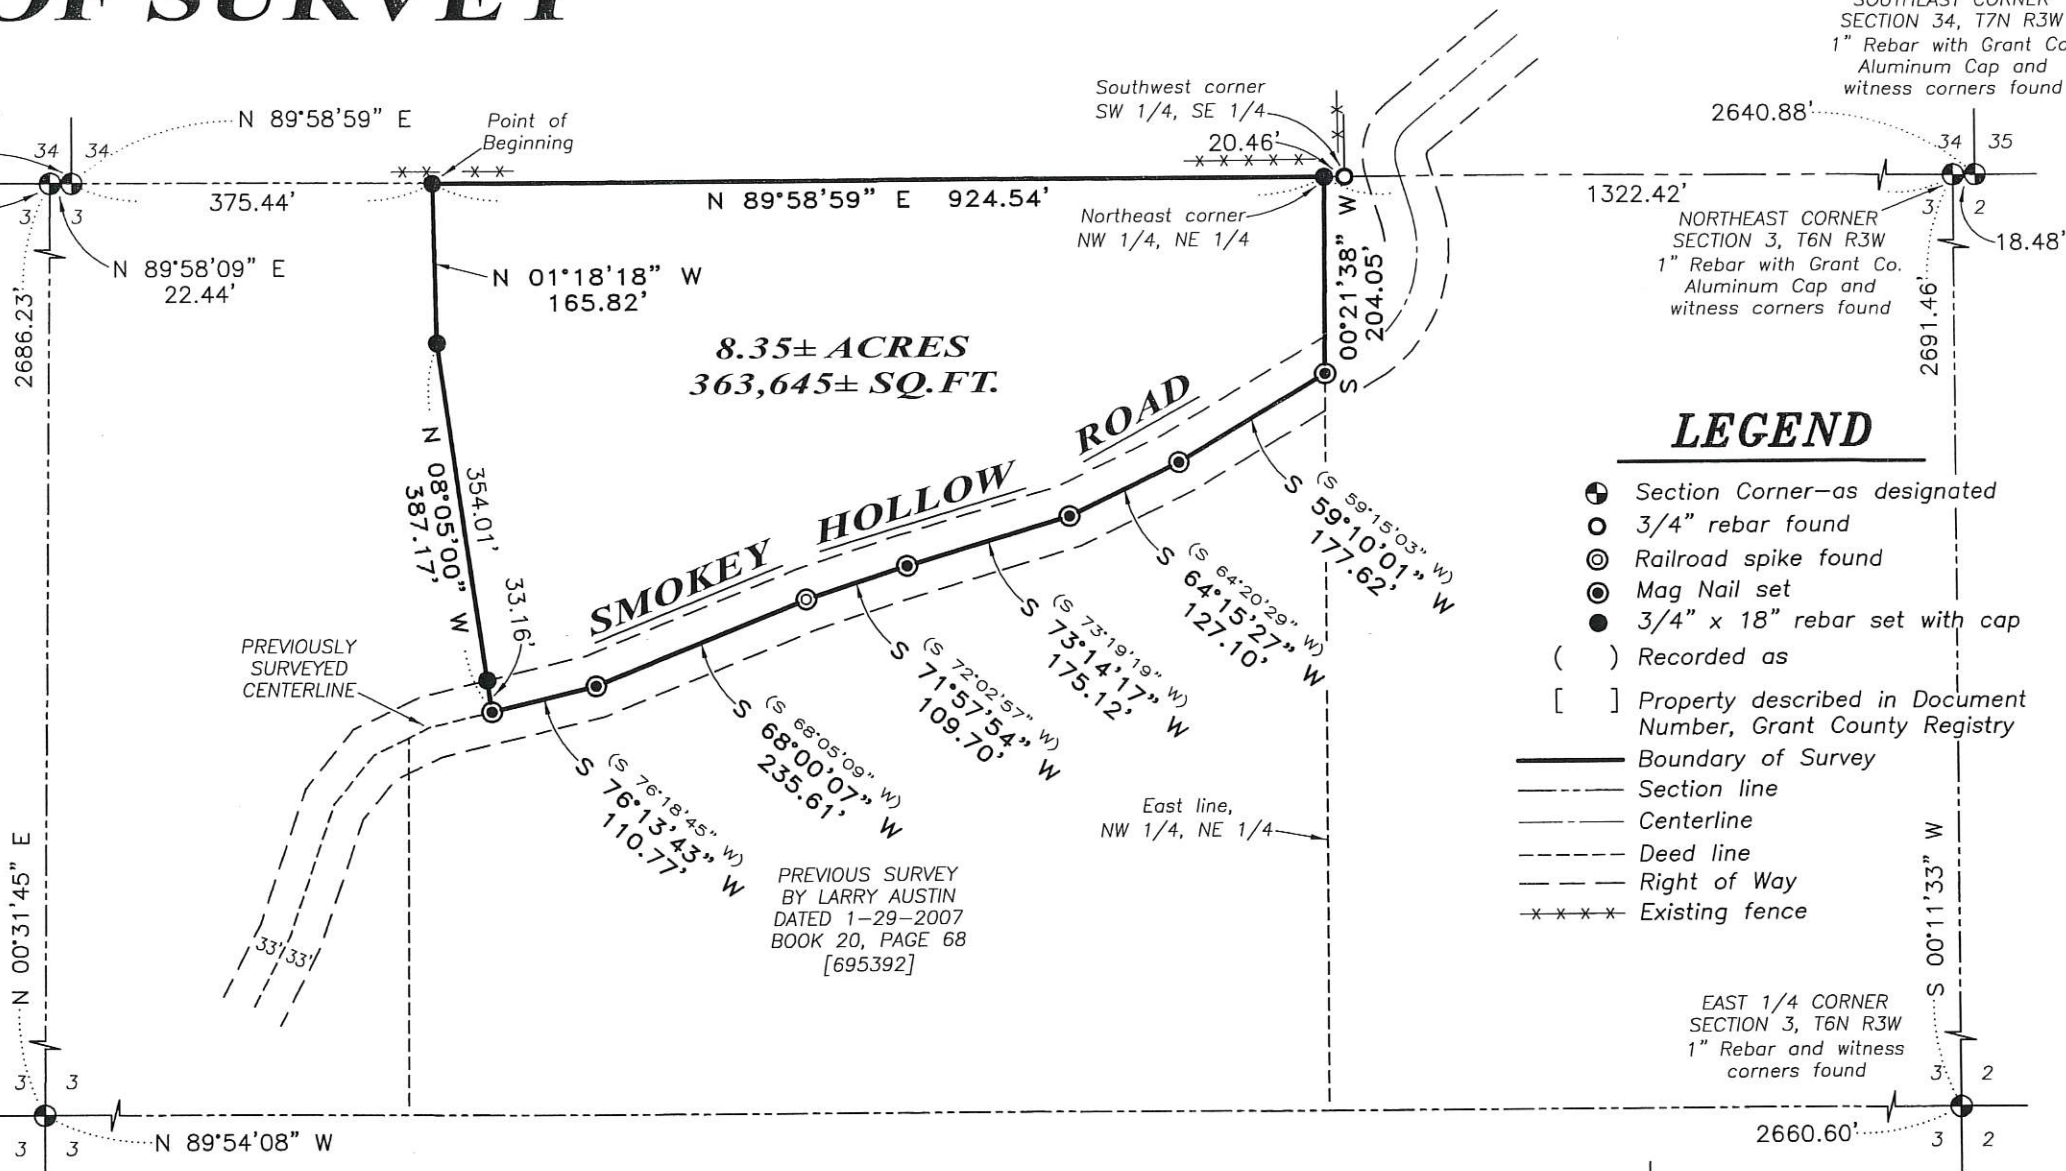 OF SURVEY
SOUTHEAST CORNER
SECTION 34, T7N R3W
1" Rebar with Grant Co
Aluminum Cap and
witness corners found
N 89°58'59" E
Point of
Beginning
Southwest corner
SW 1/4, SE 1/4
20.46'
2640.88'
34 34
34 35
375.44'
N 89°58'59" E 924.54'
1322.42'
3 3
3 2
Northeast corner
NW 1/4, NE 1/4
NORTHEAST CORNER
SECTION 3, T6N R3W
1" Rebar with Grant Co.
Aluminum Cap and
witness corners found
18.48'
N 89°58'09" E
22.44'
2686.23'
N 01°18'18" W
165.82'
S 00°21'38" W
204.05'
2691.46'
8.35± ACRES
363,645± SQ.FT.
N 08°05'00" W
387.17'
354.01'
33.16'
SMOKEY HOLLOW ROAD
PREVIOUSLY
SURVEYED
CENTERLINE
(S 59°15'03" W)
S 59°10'01" W
177.62'
(S 64°20'29" W)
S 64°15'27" W
127.10'
(S 73°19'19" W)
S 73°14'17" W
175.12'
(S 72°02'57" W)
S 71°57'54" W
109.70'
(S 68°05'09" W)
S 68°00'07" W
235.61'
(S 76°18'45" W)
S 76°13'43" W
110.77'
PREVIOUS SURVEY
BY LARRY AUSTIN
DATED 1-29-2007
BOOK 20, PAGE 68
[695392]
East line,
NW 1/4, NE 1/4
33' 33'
LEGEND
Section Corner-as designated
3/4" rebar found
Railroad spike found
Mag Nail set
3/4" x 18" rebar set with cap
( ) Recorded as
[ ] Property described in Document
Number, Grant County Registry
Boundary of Survey
Section line
Centerline
Deed line
Right of Way
Existing fence
N 00°31'45" E
S 00°11'33" W
EAST 1/4 CORNER
SECTION 3, T6N R3W
1" Rebar and witness
corners found
3 3
3 2
N 89°54'08" W
2660.60'
3 3
3 2